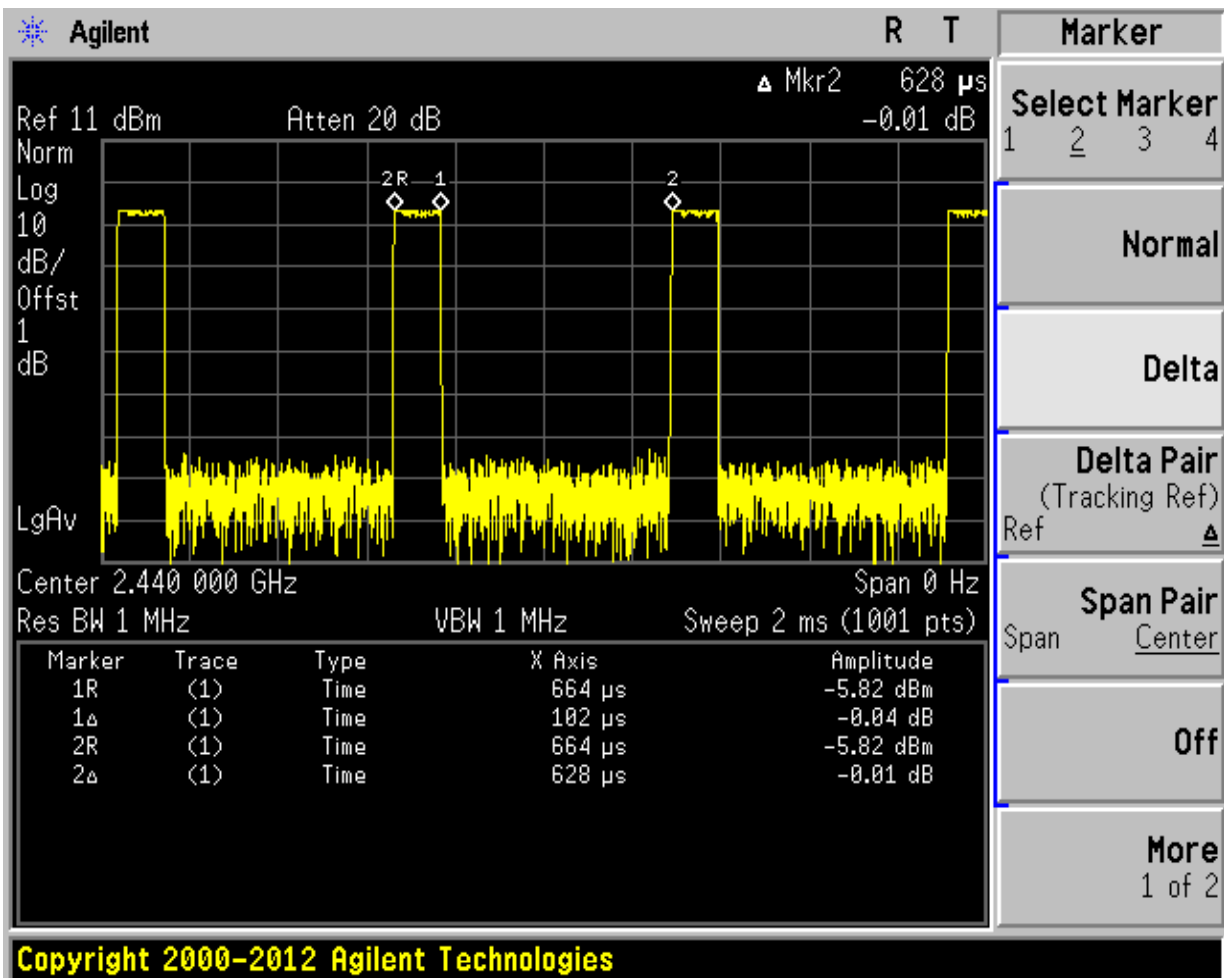 Agilent R T
Δ Mkr2 628 µs
Ref 11 dBm Atten 20 dB -0.01 dB
Norm
Log
10
dB/
Offst
1
dB
LgAv
2R 1 2
Center 2.440 000 GHz Span 0 Hz
Res BW 1 MHz VBW 1 MHz Sweep 2 ms (1001 pts)
Marker Trace Type X Axis Amplitude
1R (1) Time 664 µs -5.82 dBm
1Δ (1) Time 102 µs -0.04 dB
2R (1) Time 664 µs -5.82 dBm
2Δ (1) Time 628 µs -0.01 dB
Marker
Select Marker
1 2 3 4
Normal
Delta
Delta Pair
(Tracking Ref)
Ref Δ
Span Pair
Span Center
Off
More
1 of 2
Copyright 2000-2012 Agilent Technologies